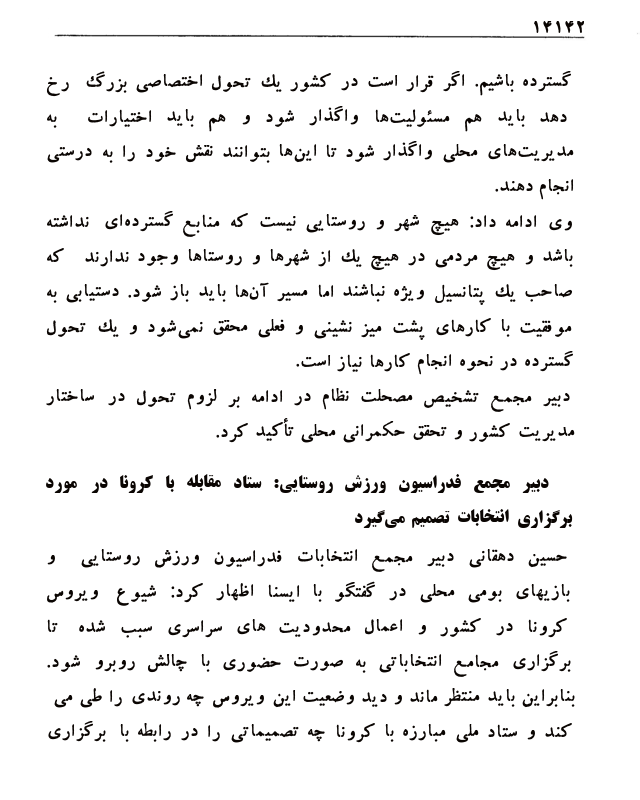 ۱۴۱۴۲
گسترده باشیم. اگر قرار است در کشور یك تحول اختصاصی بزرگ رخ
دهد باید هم مسئولیت‌ها واگذار شود و هم باید اختیارات به
مدیریت‌های محلی واگذار شود تا این‌ها بتوانند نقش خود را به درستی
انجام دهند.
وی ادامه داد: هیچ شهر و روستایی نیست که منابع گسترده‌ای نداشته
باشد و هیچ مردمی در هیچ یك از شهرها و روستاها وجود ندارند که
صاحب یك پتانسیل ویژه نباشند اما مسیر آن‌ها باید باز شود. دستیابی به
موفقیت با کارهای پشت میز نشینی و فعلی محقق نمی‌شود و یك تحول
گسترده در نحوه انجام کارها نیاز است.
دبیر مجمع تشخیص مصحلت نظام در ادامه بر لزوم تحول در ساختار
مدیریت کشور و تحقق حکمرانی محلی تأکید کرد.
دبیر مجمع فدراسیون ورزش روستایی: ستاد مقابله با کرونا در مورد
برگزاری انتخابات تصمیم می‌گیرد
حسین دهقانی دبیر مجمع انتخابات فدراسیون ورزش روستایی و
بازیهای بومی محلی در گفتگو با ایسنا اظهار کرد: شیوع ویروس
کرونا در کشور و اعمال محدودیت های سراسری سبب شده تا
برگزاری مجامع انتخاباتی به صورت حضوری با چالش روبرو شود.
بنابراین باید منتظر ماند و دید وضعیت این ویروس چه روندی را طی می
کند و ستاد ملی مبارزه با کرونا چه تصمیماتی را در رابطه با برگزاری